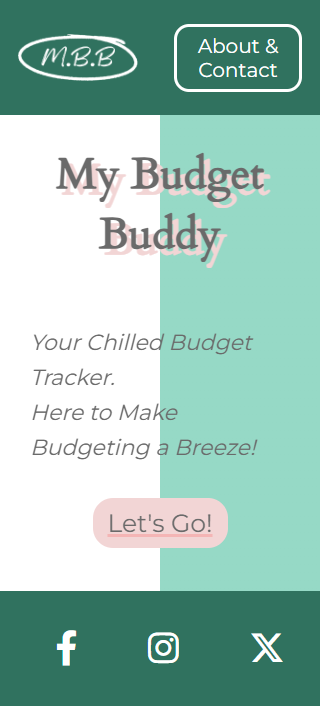 M.B.B
About &
Contact
My Budget
Buddy
Your Chilled Budget
Tracker.
Here to Make
Budgeting a Breeze!
Let's Go!